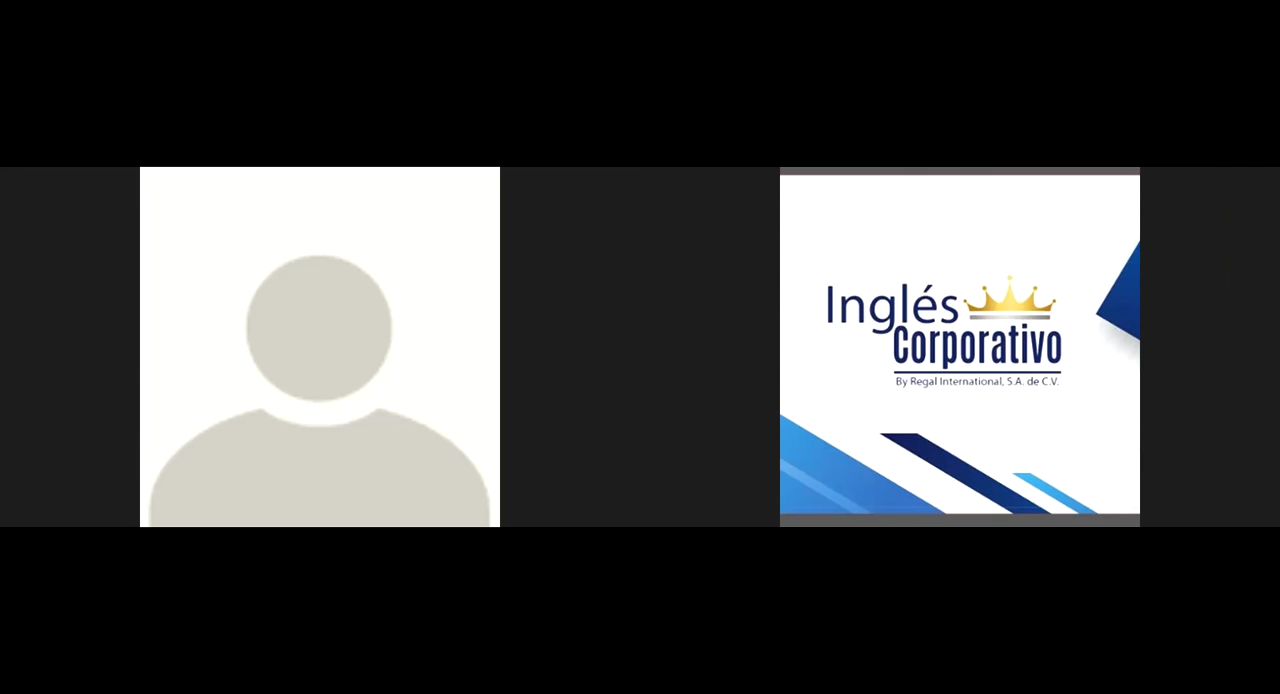 Inglés
Corporativo
By Regal International, S.A. de C.V.